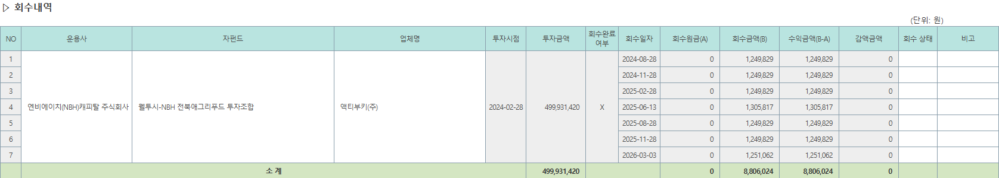 ▷ 회수내역
(단위: 원)
NO 운용사 자펀드 업체명 투자시점 투자금액 회수완료 여부 회수일자 회수원금(A) 회수금액(B) 수익금액(B-A) 감액금액 회수 상태 비고
1 2024-08-28 0 1,249,829 1,249,829 0
2 2024-11-28 0 1,249,829 1,249,829 0
3 2025-02-28 0 1,249,829 1,249,829 0
4 엔비에이치(NBH)캐피탈 주식회사 웰투시-NBH 전북애그리푸드 투자조합 액티부키(주) 2024-02-28 499,931,420 X 2025-06-13 0 1,305,817 1,305,817 0
5 2025-08-28 0 1,249,829 1,249,829 0
6 2025-11-28 0 1,249,829 1,249,829 0
7 2026-03-03 0 1,251,062 1,251,062 0
소 계 499,931,420 0 8,806,024 8,806,024 0